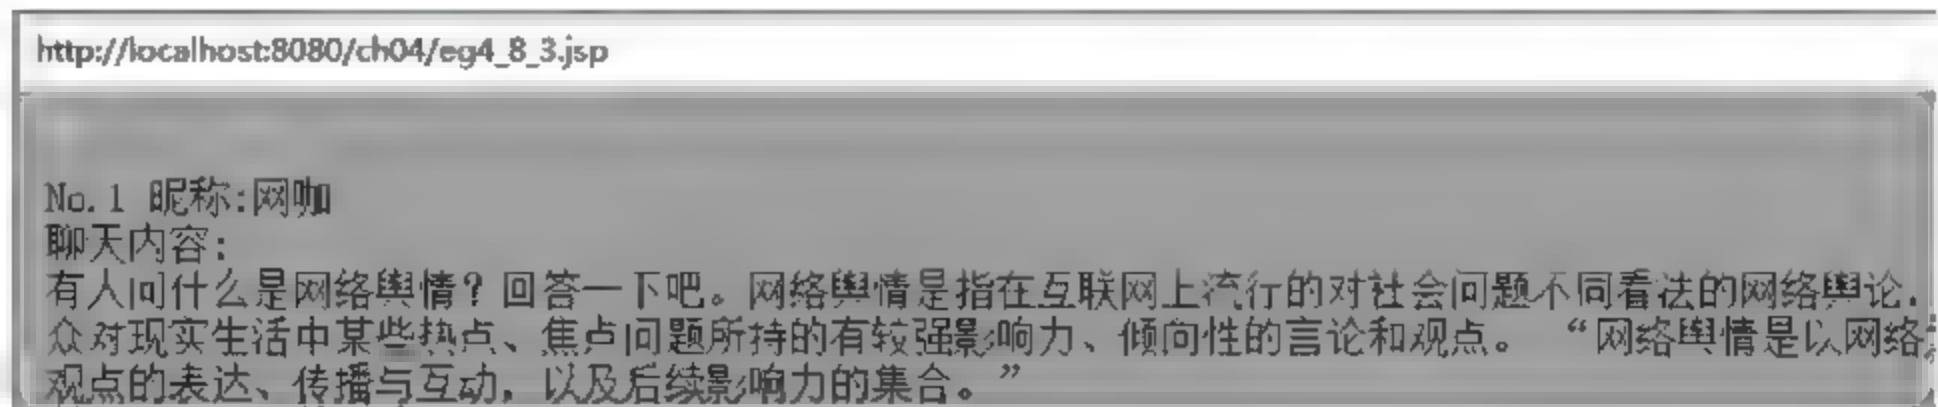 http://localhost:8080/ch04/eg4_8_3.jsp
No.1 昵称:网咖
聊天内容:
有人问什么是网络舆情？回答一下吧。网络舆情是指在互联网上流行的对社会问题不同看法的网络舆论.
众对现实生活中某些热点、焦点问题所持的有较强影响力、倾向性的言论和观点。 “网络舆情是以网络
观点的表达、传播与互动，以及后续影响力的集合。”